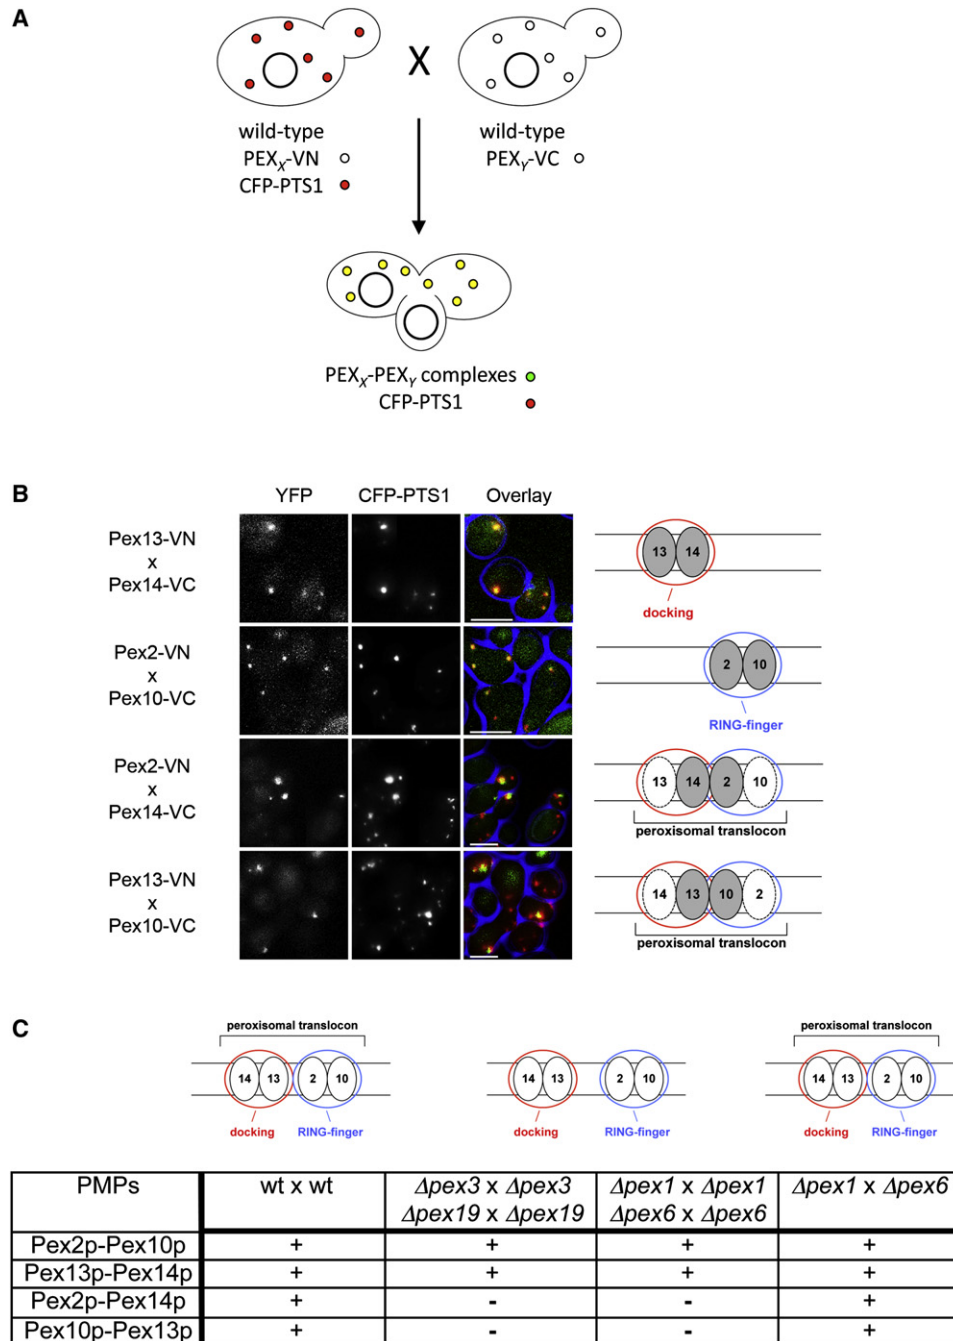 A
X
wild-type
PEXX-VN
CFP-PTS1
wild-type
PEXY-VC
PEXX-PEXY complexes
CFP-PTS1
B
YFP CFP-PTS1 Overlay
Pex13-VN
x
Pex14-VC
13 14
docking
Pex2-VN
x
Pex10-VC
2 10
RING-finger
Pex2-VN
x
Pex14-VC
13 14 2 10
peroxisomal translocon
Pex13-VN
x
Pex10-VC
14 13 10 2
peroxisomal translocon
C
peroxisomal translocon peroxisomal translocon
14 13 2 10 14 13 2 10 14 13 2 10
docking RING-finger docking RING-finger docking RING-finger
PMPs wt x wt Δpex3 x Δpex3 Δpex1 x Δpex1 Δpex1 x Δpex6
Δpex19 x Δpex19 Δpex6 x Δpex6
Pex2p-Pex10p + + + +
Pex13p-Pex14p + + + +
Pex2p-Pex14p + - - +
Pex10p-Pex13p + - - +